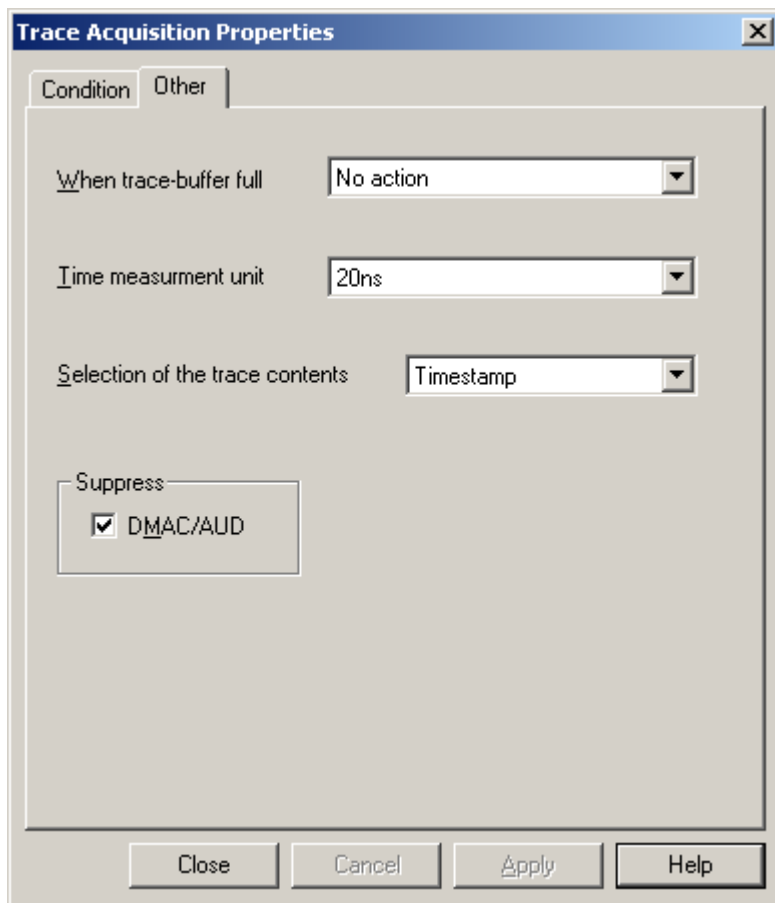 Trace Acquisition Properties
Condition Other
When trace-buffer full No action
Time measurment unit 20ns
Selection of the trace contents Timestamp
Suppress
DMAC/AUD
Close Cancel Apply Help